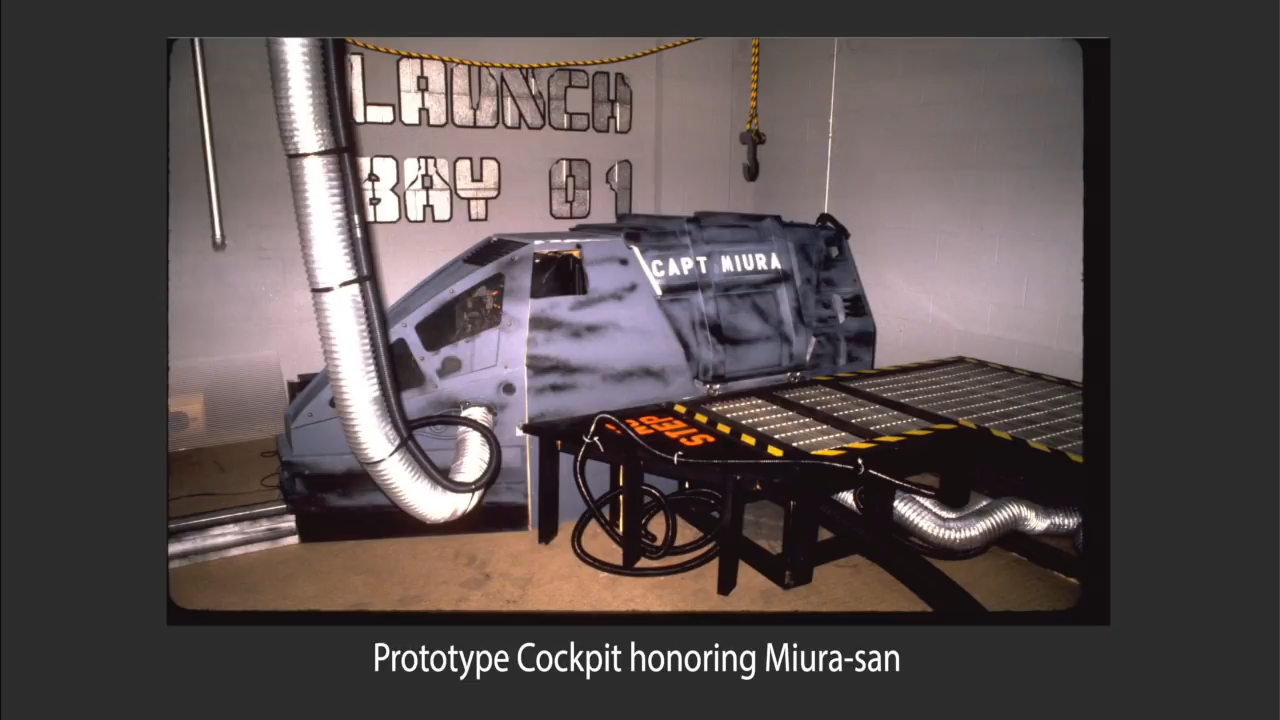 LAUNCH
BAY 01
CAPT MIURA
STEP
Prototype Cockpit honoring Miura-san